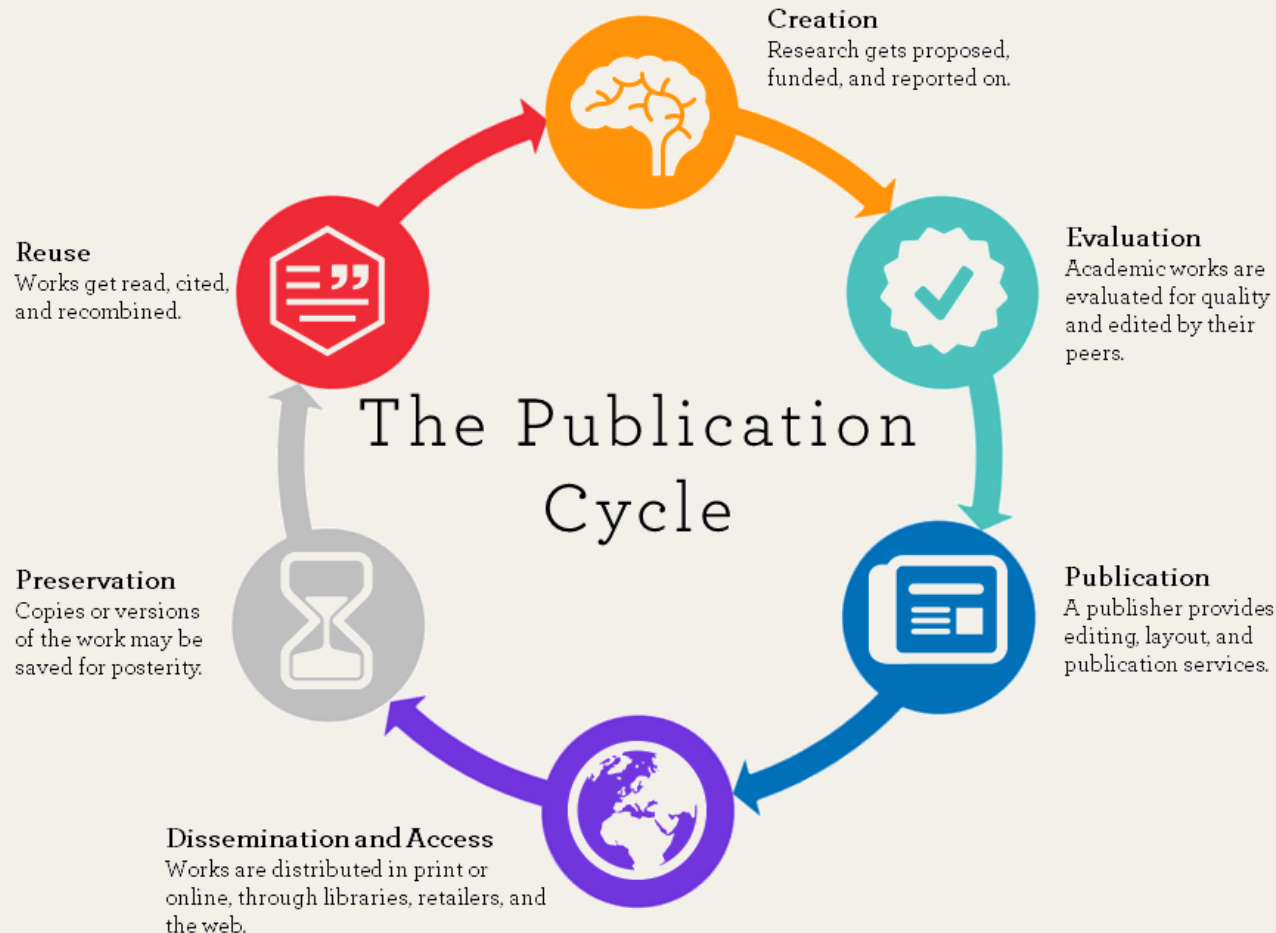 Creation
Research gets proposed,
funded, and reported on.
Evaluation
Academic works are
evaluated for quality
and edited by their
peers.
Publication
A publisher provides
editing, layout, and
publication services.
Dissemination and Access
Works are distributed in print or
online, through libraries, retailers, and
the web.
Preservation
Copies or versions
of the work may be
saved for posterity.
Reuse
Works get read, cited,
and recombined.
The Publication
Cycle